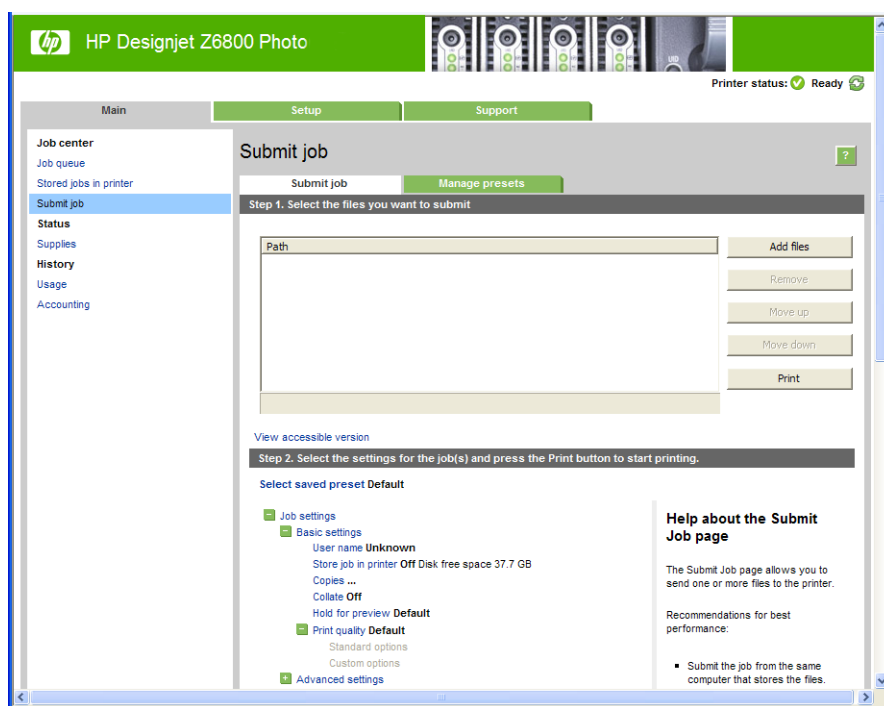 hp HP Designjet Z6800 Photo
UID
Printer status: Ready
Main Setup Support
Job center
Job queue
Stored jobs in printer
Submit job
Status
Supplies
History
Usage
Accounting
Submit job
?
Submit job Manage presets
Step 1. Select the files you want to submit
Path
Add files
Remove
Move up
Move down
Print
View accessible version
Step 2. Select the settings for the job(s) and press the Print button to start printing.
Select saved preset Default
Job settings
Basic settings
User name Unknown
Store job in printer Off Disk free space 37.7 GB
Copies ...
Collate Off
Hold for preview Default
Print quality Default
Standard options
Custom options
Advanced settings
Help about the Submit
Job page
The Submit Job page allows you to
send one or more files to the printer.
Recommendations for best
performance:
▪ Submit the job from the same
computer that stores the files.